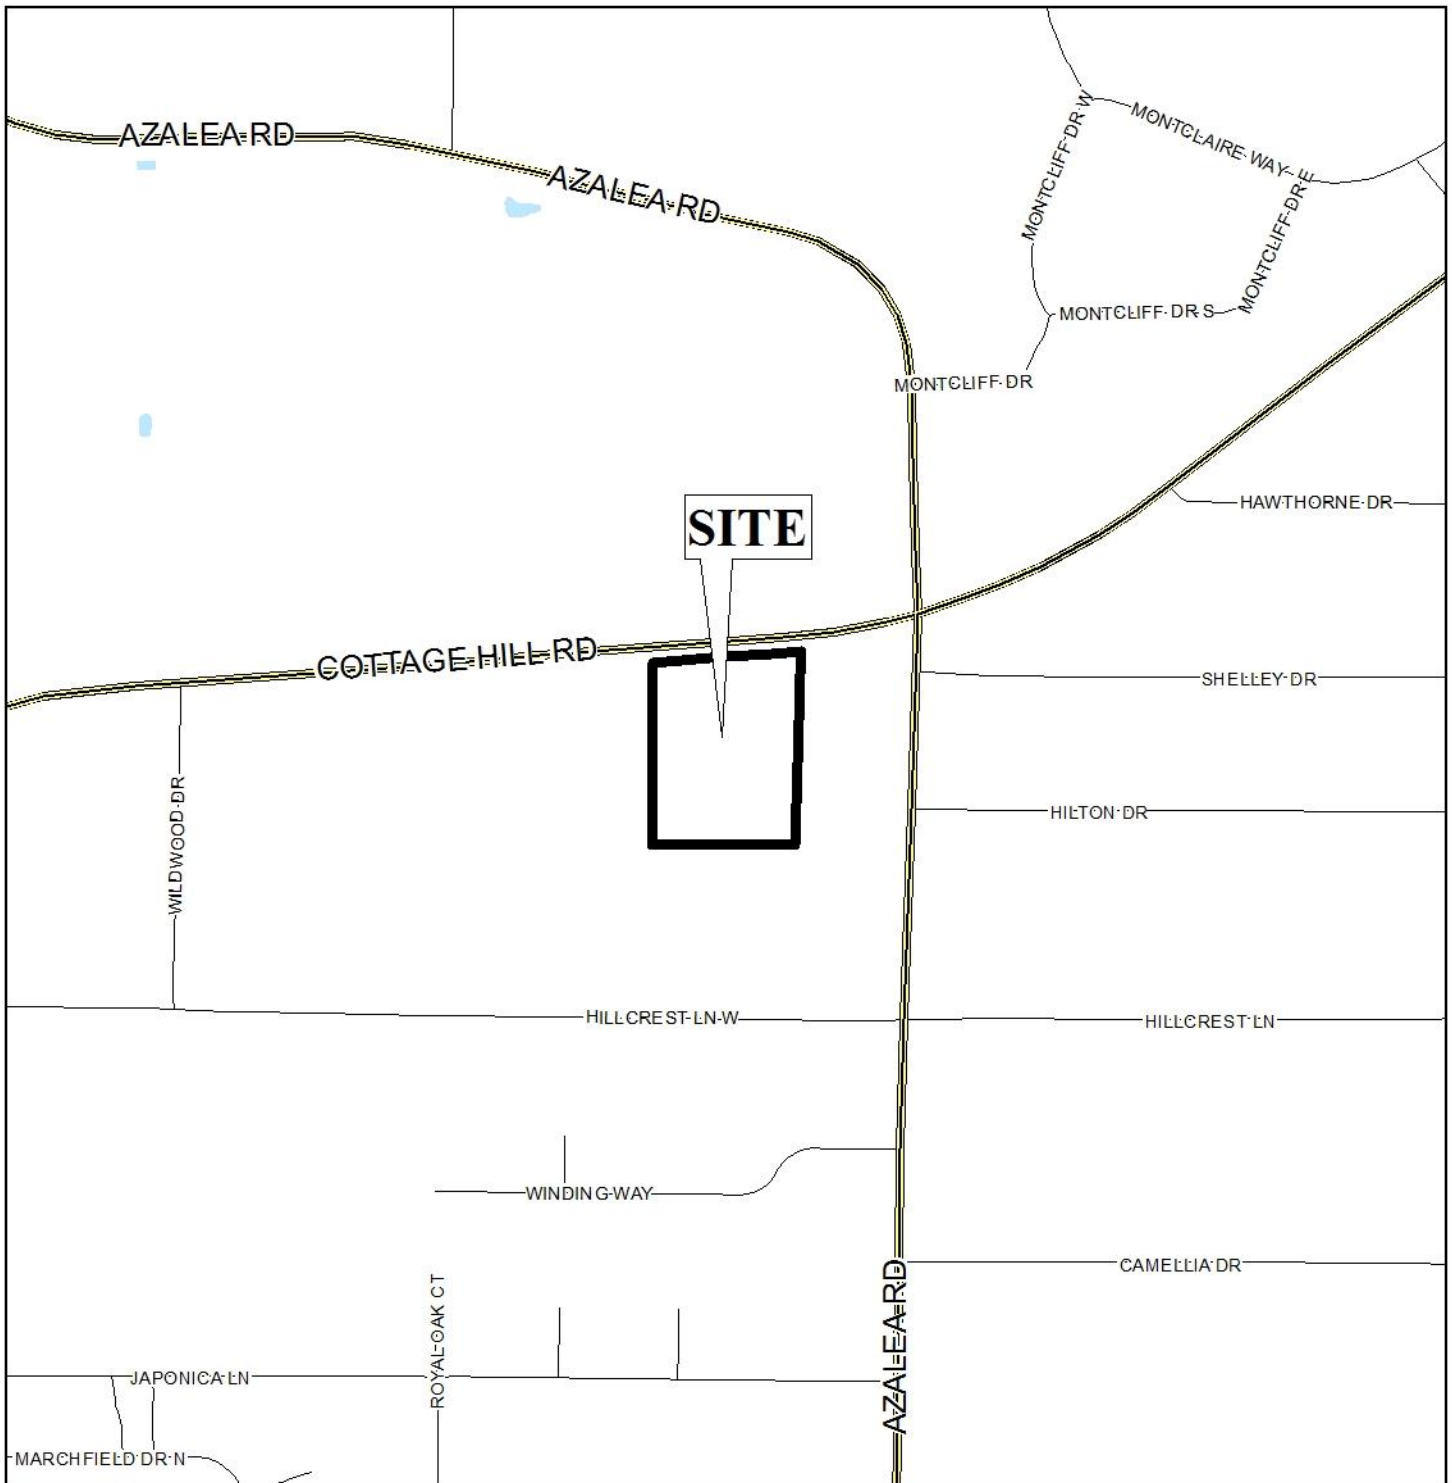 AZALEA RD
AZALEA RD
MONTCLIFF DR W
MONTCLAIRE WAY
MONTCLIFF DR E
MONTCLIFF DR S
MONTCLIFF DR
HAWTHORNE DR
SITE
COTTAGE HILL RD
SHELLEY DR
WILDWOOD DR
HILTON DR
HILLCREST LN W
HILLCREST LN
WINDING WAY
CAMELLIA DR
AZALEA RD
ROYAL OAK CT
JAPONICA LN
MARCHFIELD DR N